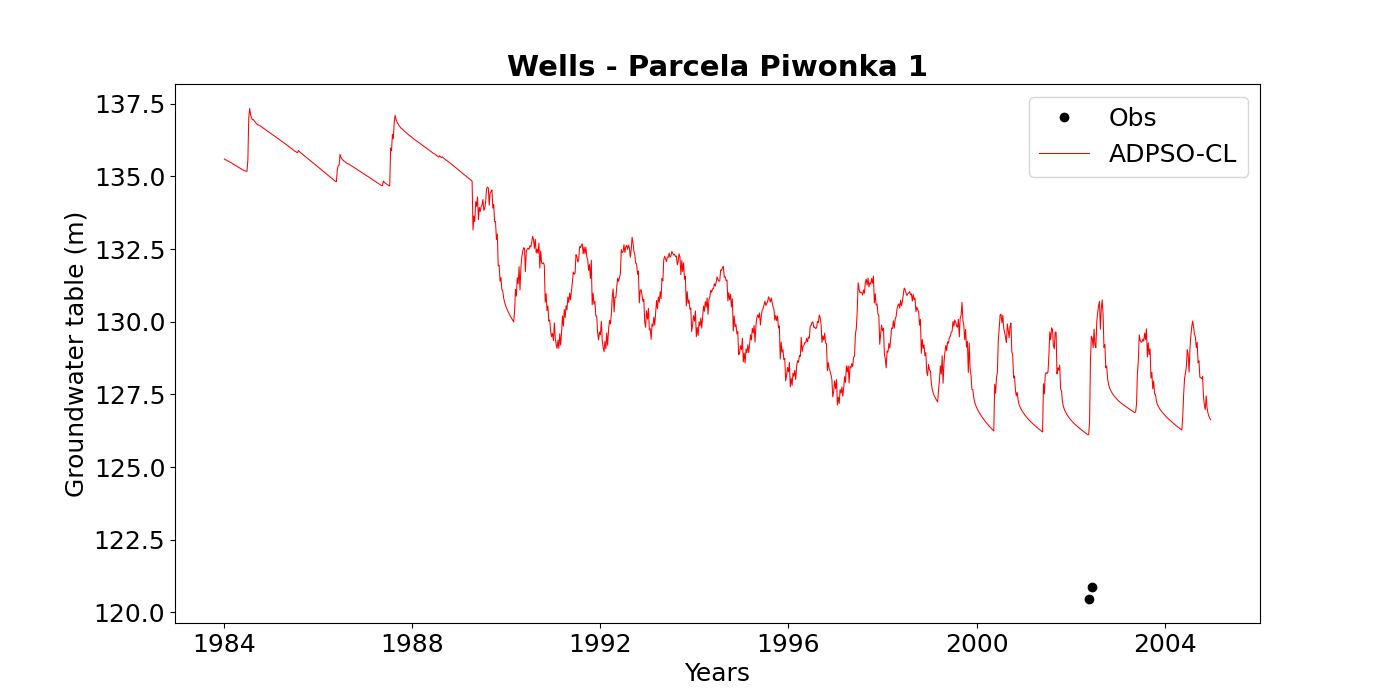 Wells - Parcela Piwonka 1
Obs
ADPSO-CL
Groundwater table (m)
137.5
135.0
132.5
130.0
127.5
125.0
122.5
120.0
1984 1988 1992 1996 2000 2004
Years